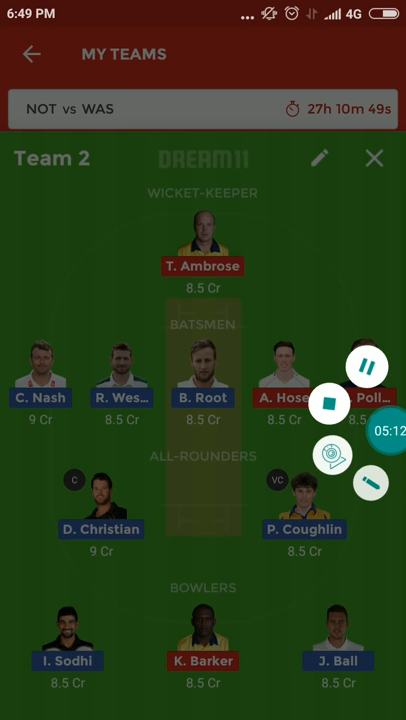 6:49 PM
4G
MY TEAMS
NOT vs WAS
27h 10m 49s
Team 2
DREAM11
WICKET-KEEPER
T. Ambrose
8.5 Cr
BATSMEN
C. Nash
R. Wes...
B. Root
A. Hose
Poll...
9 Cr
8.5 Cr
8.5 Cr
8.5 Cr
8.5
05:12
ALL-ROUNDERS
C
VC
D. Christian
P. Coughlin
9 Cr
8.5 Cr
BOWLERS
I. Sodhi
K. Barker
J. Ball
8.5 Cr
8.5 Cr
8.5 Cr